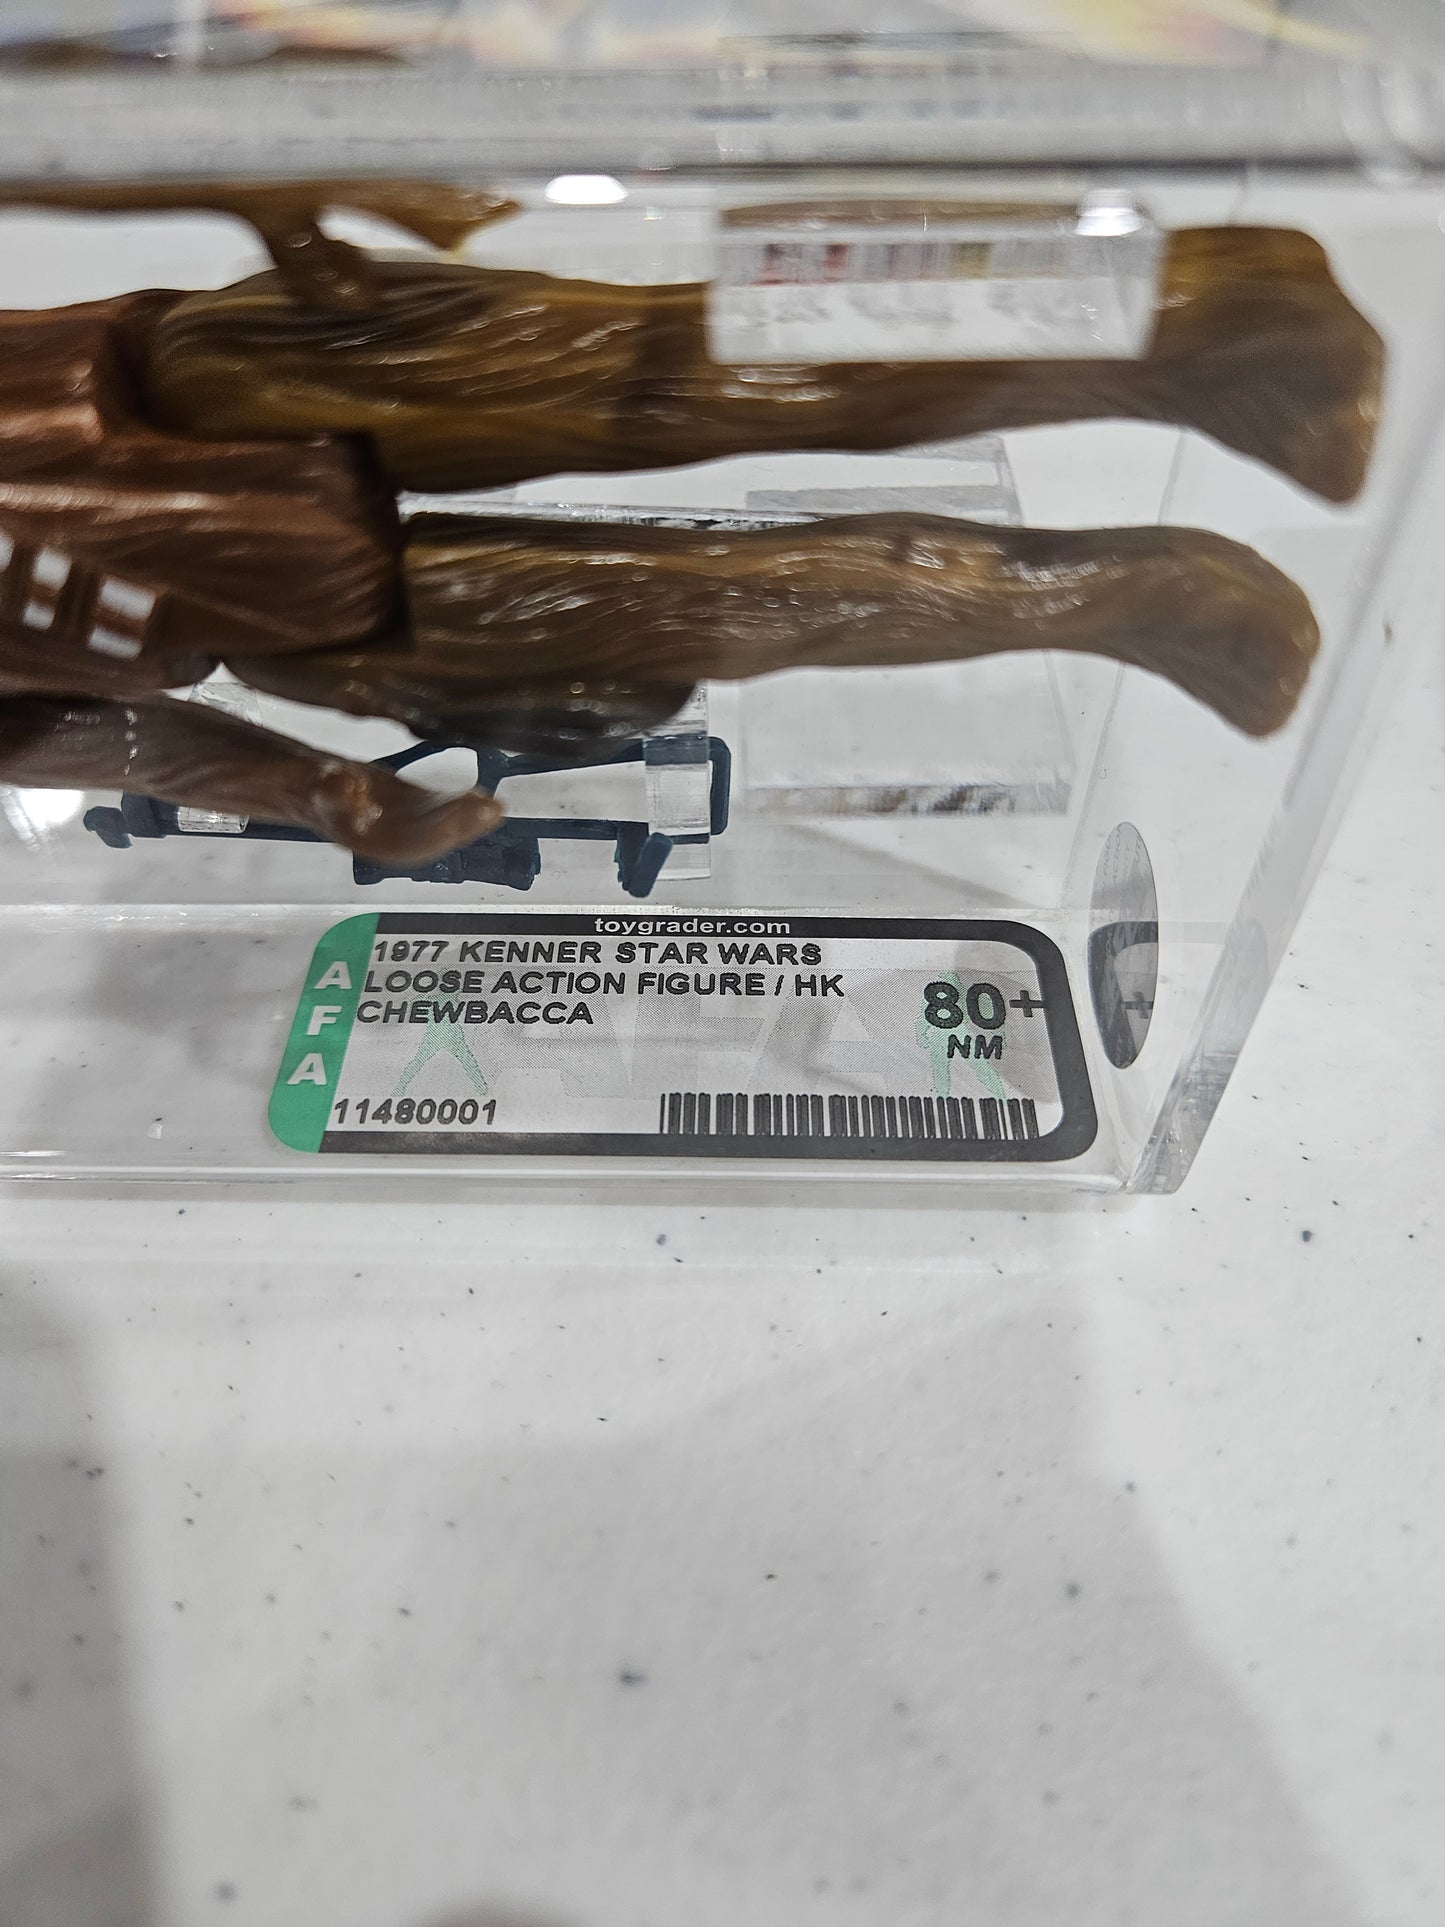 toygrader.com
1977 KENNER STAR WARS
LOOSE ACTION FIGURE / HK
CHEWBACCA
80+
NM
AFA
11480001